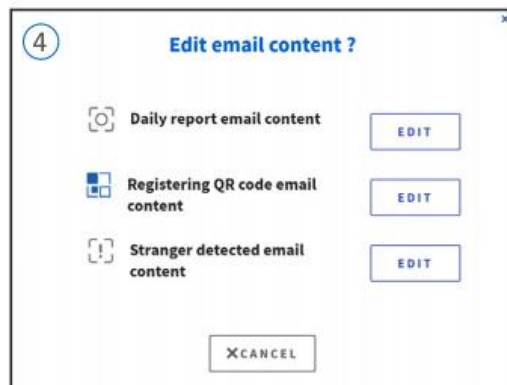 4
Edit email content ?
Daily report email content
EDIT
Registering QR code email
content
EDIT
Stranger detected email
content
EDIT
XCANCEL